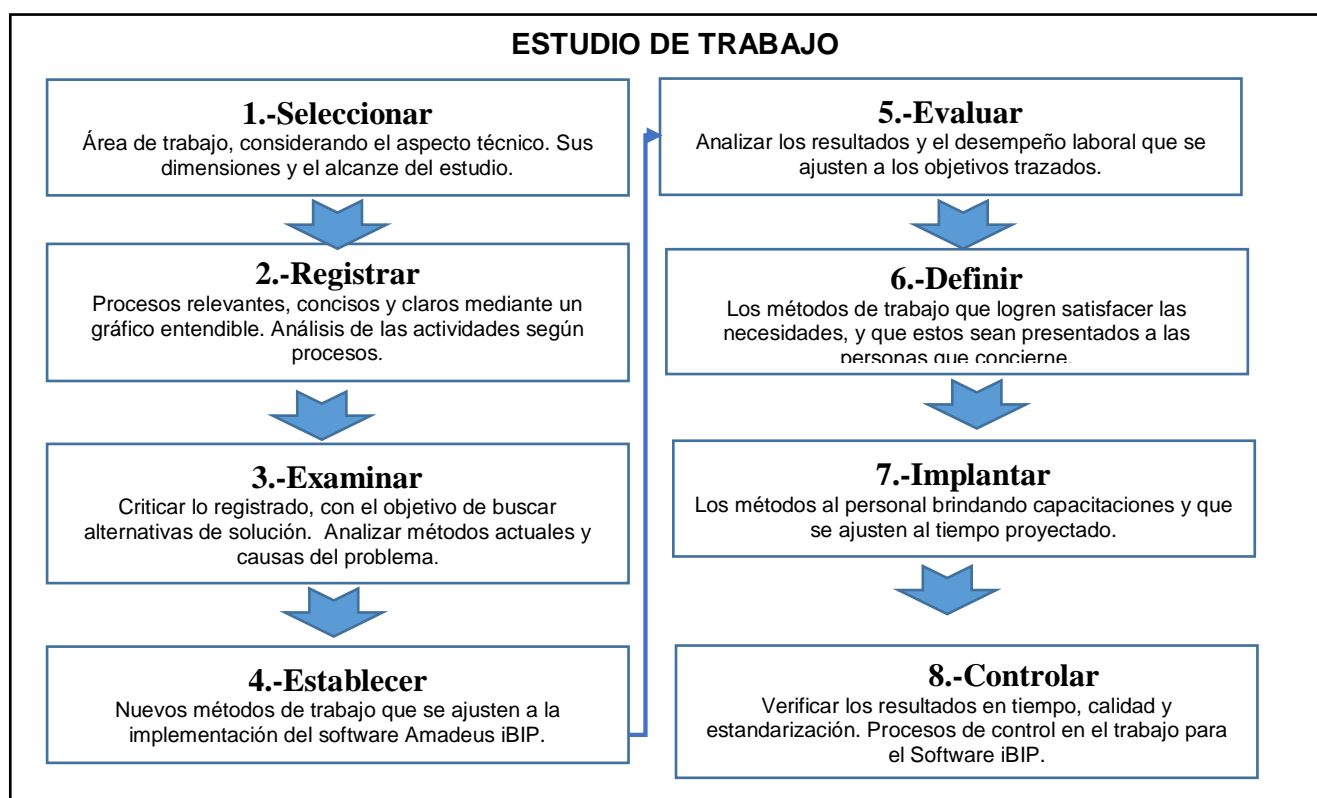 ESTUDIO DE TRABAJO
1.-Seleccionar
Área de trabajo, considerando el aspecto técnico. Sus
dimensiones y el alcanze del estudio.
2.-Registrar
Procesos relevantes, concisos y claros mediante un
gráfico entendible. Análisis de las actividades según
procesos.
3.-Examinar
Criticar lo registrado, con el objetivo de buscar
alternativas de solución. Analizar métodos actuales y
causas del problema.
4.-Establecer
Nuevos métodos de trabajo que se ajusten a la
implementación del software Amadeus iBIP.
5.-Evaluar
Analizar los resultados y el desempeño laboral que se
ajusten a los objetivos trazados.
6.-Definir
Los métodos de trabajo que logren satisfacer las
necesidades, y que estos sean presentados a las
personas que concierne.
7.-Implantar
Los métodos al personal brindando capacitaciones y que
se ajusten al tiempo proyectado.
8.-Controlar
Verificar los resultados en tiempo, calidad y
estandarización. Procesos de control en el trabajo para
el Software iBIP.